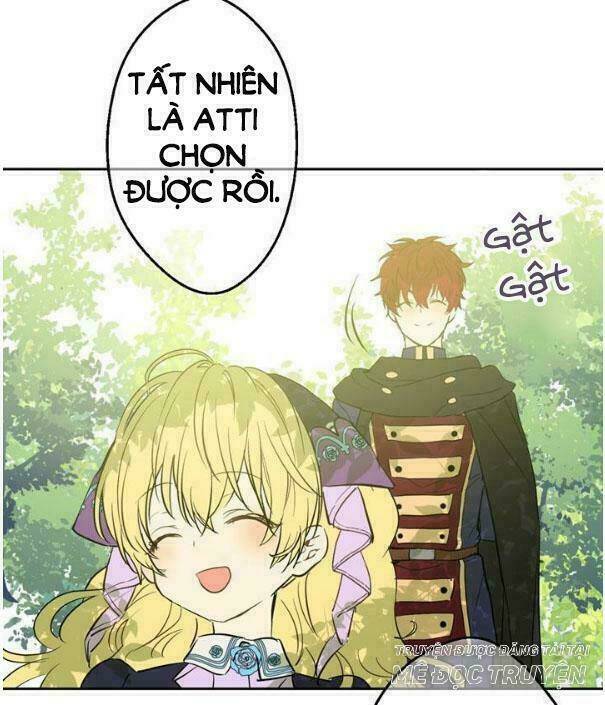 TẤT NHIÊN
LÀ ATTI
CHỌN
ĐƯỢC RỒI.
Gật
Gật
TRUYỆN ĐƯỢC ĐĂNG TẢI TẠI
MÊ ĐỌC TRUYỆN